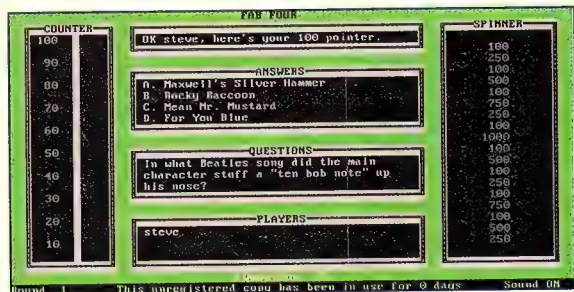 FAB FOUR
COUNTER
100
90
80
70
60
50
40
30
20
10
OK steve, here's your 100 pointer.
ANSWERS
A. Maxwell's Silver Hammer
B. Rocky Raccoon
C. Mean Mr. Mustard
D. For You Blue
QUESTIONS
In what Beatles song did the main
character stuff a "ten bob note" up
his nose?
PLAYERS
steve
SPINNER
100
250
100
500
100
750
250
100
1000
100
500
100
250
100
750
100
500
250
Round 1 This unregistered copy has been in use for 0 days Sound ON